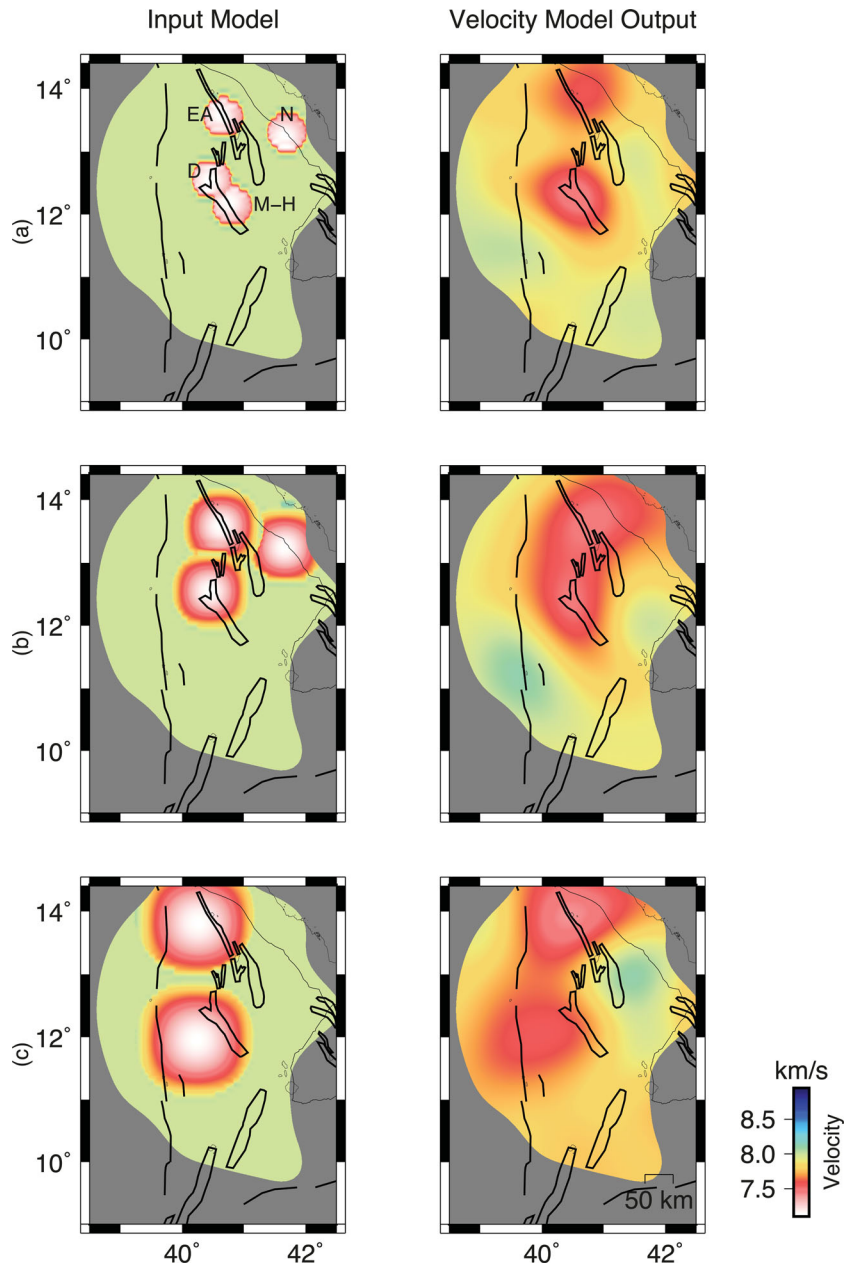 Input Model
Velocity Model Output
14°
EA
N
D
M–H
12°
(a)
10°
14°
12°
(b)
10°
14°
12°
(c)
km/s
8.5
8.0
7.5
Velocity
10°
50 km
40°
42°
40°
42°